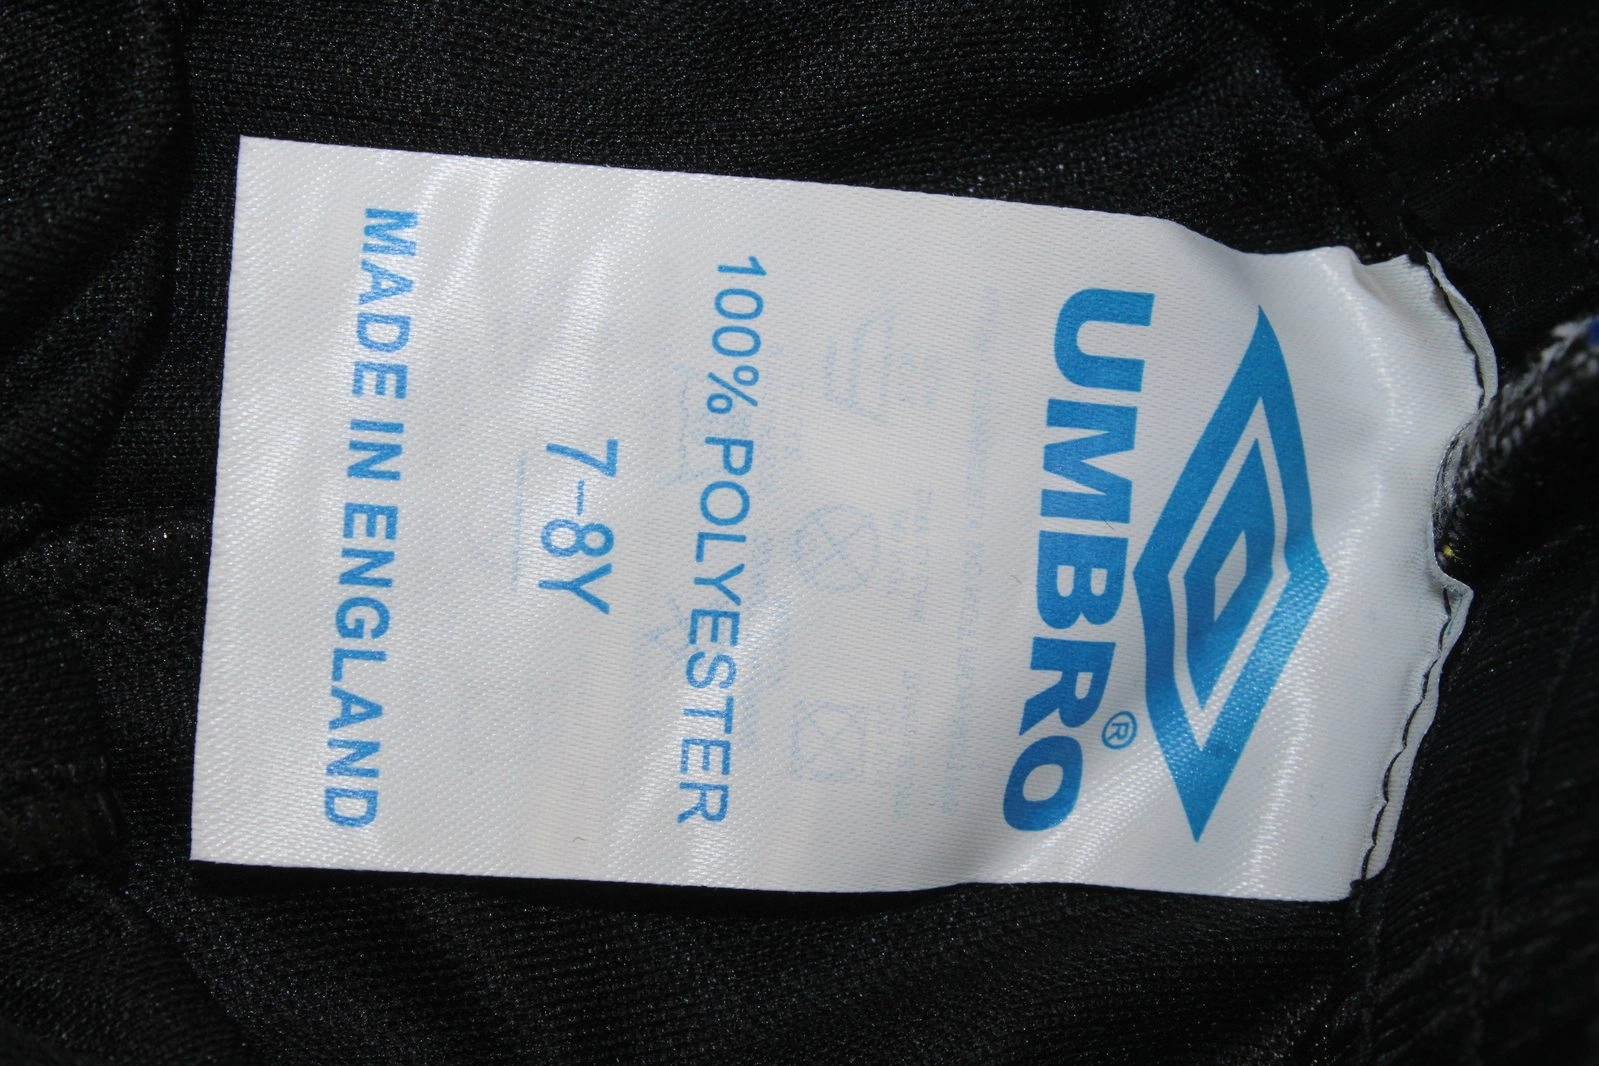 UMBRO®
100% POLYESTER
7-8Y
MADE IN ENGLAND